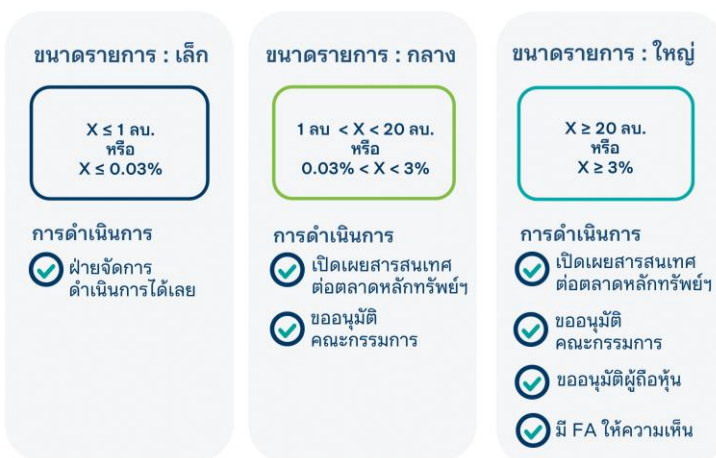 ขนาดรายการ : เล็ก
X ≤ 1 ลบ.
หรือ
X ≤ 0.03%
การดำเนินการ
ฝ่ายจัดการ
ดำเนินการได้เลย
ขนาดรายการ : กลาง
1 ลบ < X < 20 ลบ.
หรือ
0.03% < X < 3%
การดำเนินการ
เปิดเผยสารสนเทศ
ต่อตลาดหลักทรัพย์ฯ
ขออนุมัติ
คณะกรรมการ
ขนาดรายการ : ใหญ่
X ≥ 20 ลบ.
หรือ
X ≥ 3%
การดำเนินการ
เปิดเผยสารสนเทศ
ต่อตลาดหลักทรัพย์ฯ
ขออนุมัติ
คณะกรรมการ
ขออนุมัติผู้ถือหุ้น
มี FA ให้ความเห็น